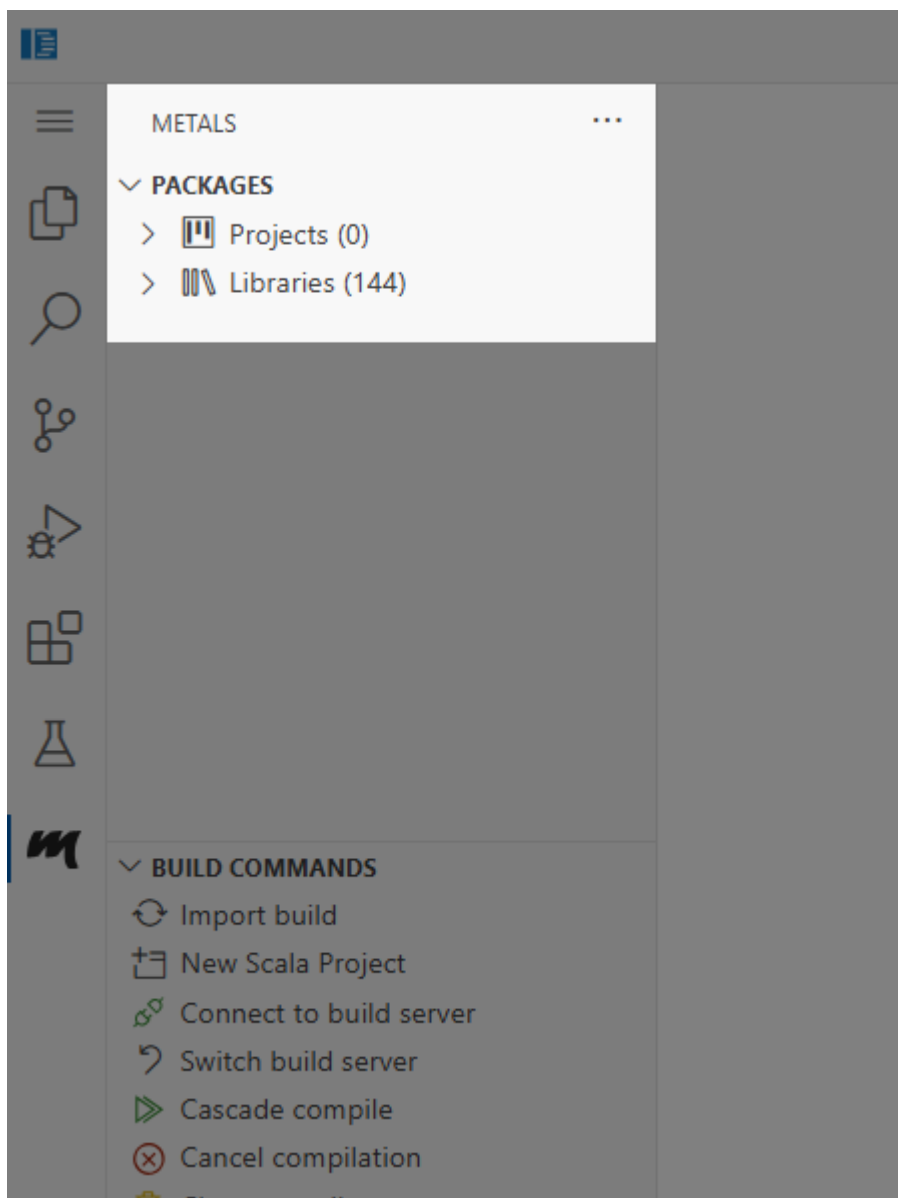 METALS
PACKAGES
Projects (0)
Libraries (144)
BUILD COMMANDS
Import build
New Scala Project
Connect to build server
Switch build server
Cascade compile
Cancel compilation